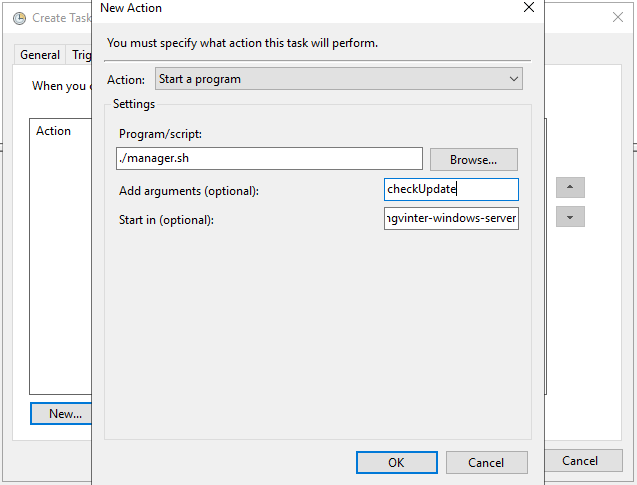 Create Task
New Action
General
Trig
You must specify what action this task will perform.
Action:
Start a program
When you
Settings
Action
Program/script:
./manager.sh
Browse...
Add arguments (optional):
checkUpdate
Start in (optional):
ngvinter-windows-server
New...
OK
Cancel
Cancel